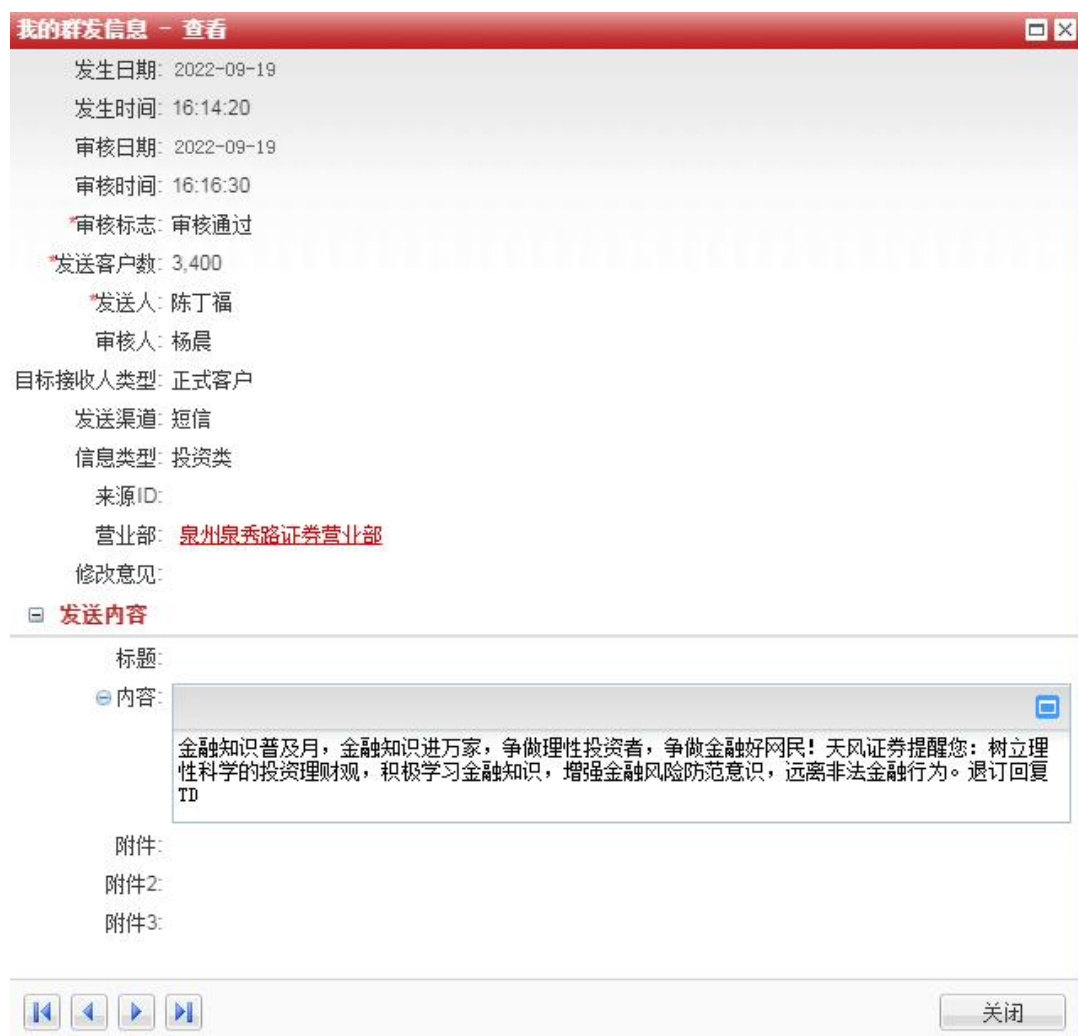 我的群发信息 - 查看
发生日期: 2022-09-19
发生时间: 16:14:20
审核日期: 2022-09-19
审核时间: 16:16:30
*审核标志: 审核通过
*发送客户数: 3,400
*发送人: 陈丁福
审核人: 杨晨
目标接收人类型: 正式客户
发送渠道: 短信
信息类型: 投资类
来源ID:
营业部: 泉州泉秀路证券营业部
修改意见:
发送内容
标题:
内容:
金融知识普及月，金融知识进万家，争做理性投资者，争做金融好网民！天风证券提醒您：树立理
性科学的投资理财观，积极学习金融知识，增强金融风险防范意识，远离非法金融行为。退订回复
TD
附件:
附件2:
附件3:
关闭